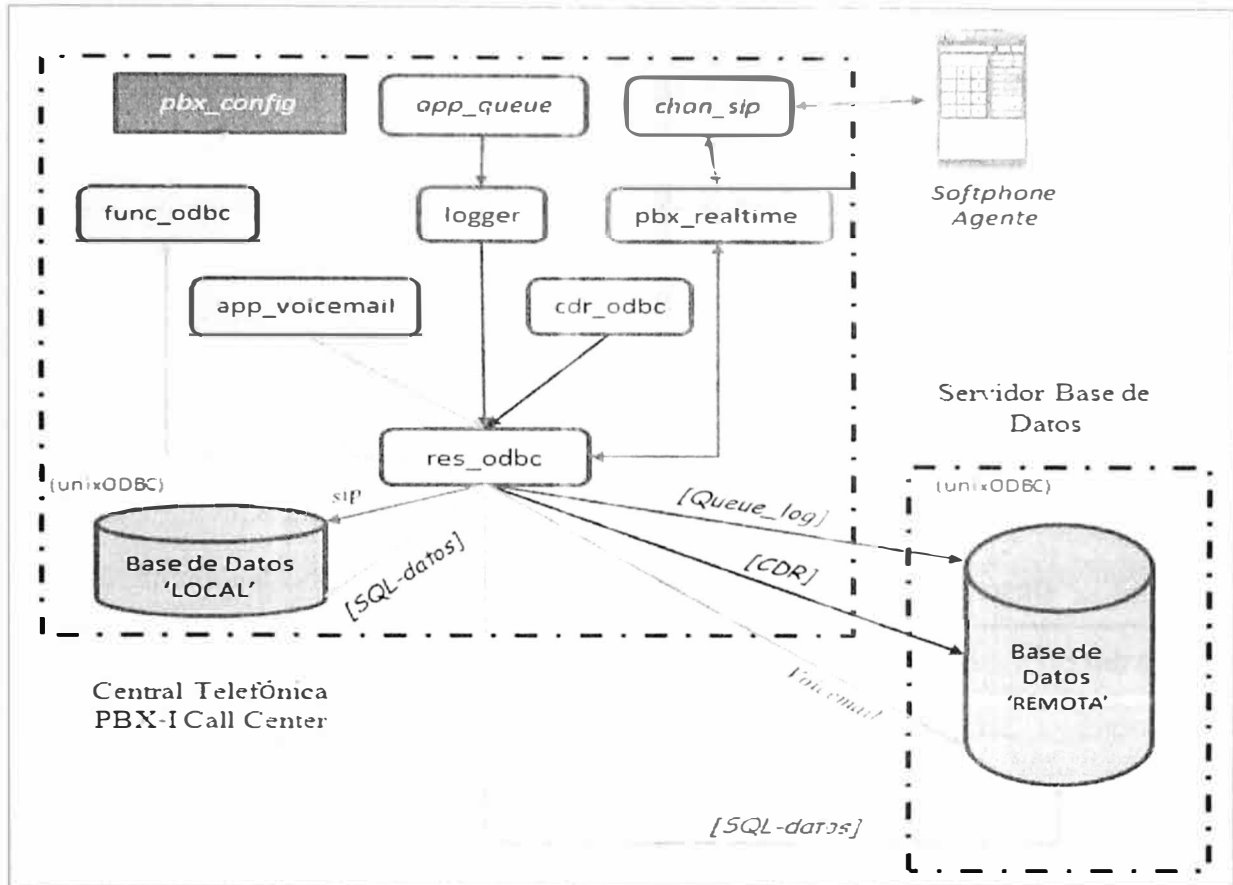 pbx_config
app_queue
chan_sip
Softphone
Agente
func_odbc
logger
pbx_realtime
app_voicemail
cdr_odbc
res_odbc
Servidor Base de
Datos
(unixODBC)
sip
[Queue_log]
(unixODBC)
Base de Datos
'LOCAL'
[SQL-datos]
[CDR]
Base de
Datos
'REMOTA'
Voicemail
Central Telefónica
PBX-I Call Center
[SQL-datos]